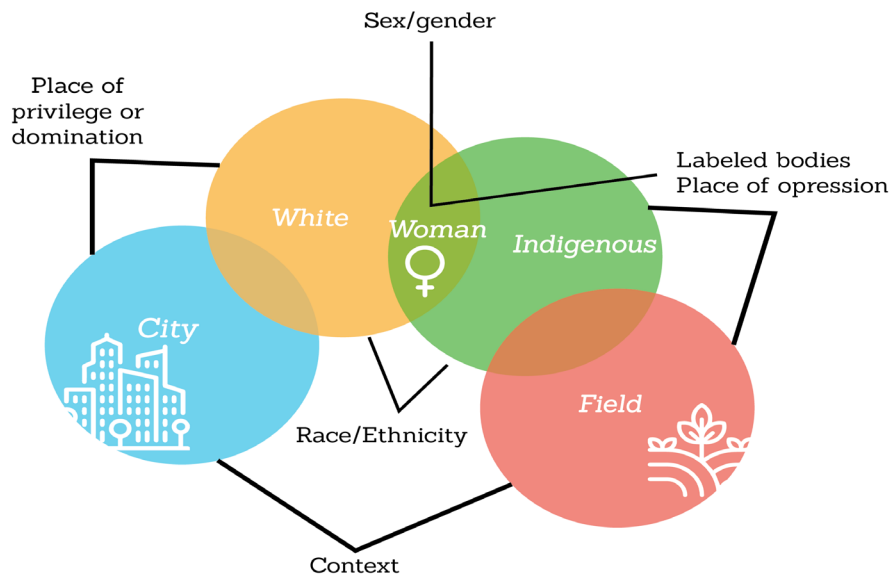 Sex/gender
Place of
privilege or
domination
Labeled bodies
Place of opression
White
Woman
Indigenous
City
Field
Race/Ethnicity
Context